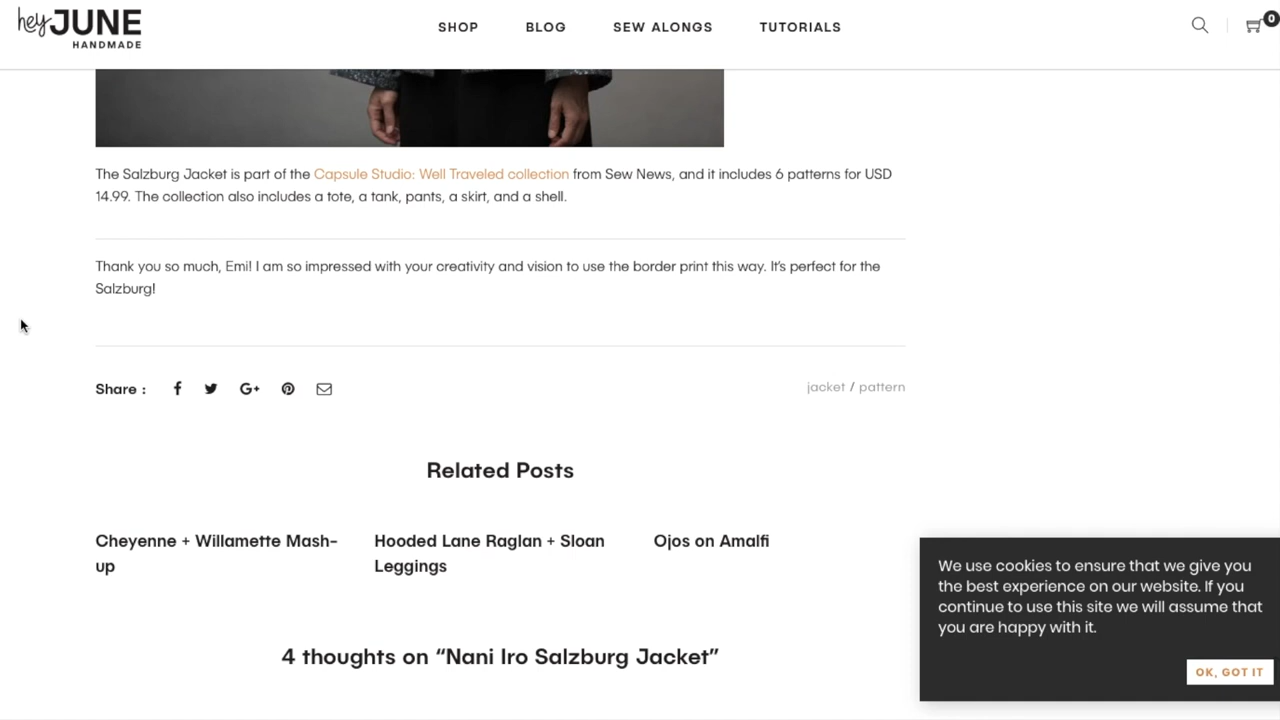 hey JUNE
HANDMADE
SHOP BLOG SEW ALONGS TUTORIALS
0
The Salzburg Jacket is part of the Capsule Studio: Well Traveled collection from Sew News, and it includes 6 patterns for USD
14.99. The collection also includes a tote, a tank, pants, a skirt, and a shell.
Thank you so much, Emi! I am so impressed with your creativity and vision to use the border print this way. It's perfect for the
Salzburg!
Share :
G+
jacket / pattern
Related Posts
Cheyenne + Willamette Mash-
up
Hooded Lane Raglan + Sloan
Leggings
Ojos on Amalfi
4 thoughts on “Nani Iro Salzburg Jacket”
We use cookies to ensure that we give you
the best experience on our website. If you
continue to use this site we will assume that
you are happy with it.
OK, GOT IT